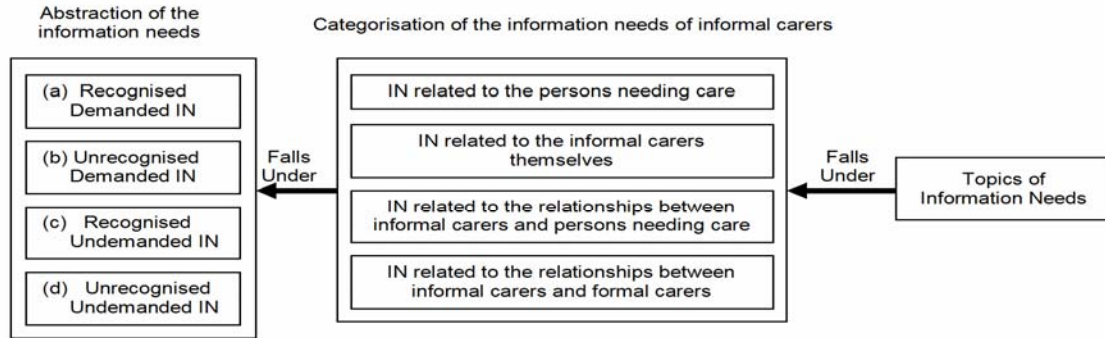 Abstraction of the
information needs
Categorisation of the information needs of informal carers
(a) Recognised
Demanded IN
(b) Unrecognised
Demanded IN
(c) Recognised
Undemanded IN
(d) Unrecognised
Undemanded IN
Falls
Under
IN related to the persons needing care
IN related to the informal carers
themselves
IN related to the relationships between
informal carers and persons needing care
IN related to the relationships between
informal carers and formal carers
Falls
Under
Topics of
Information Needs